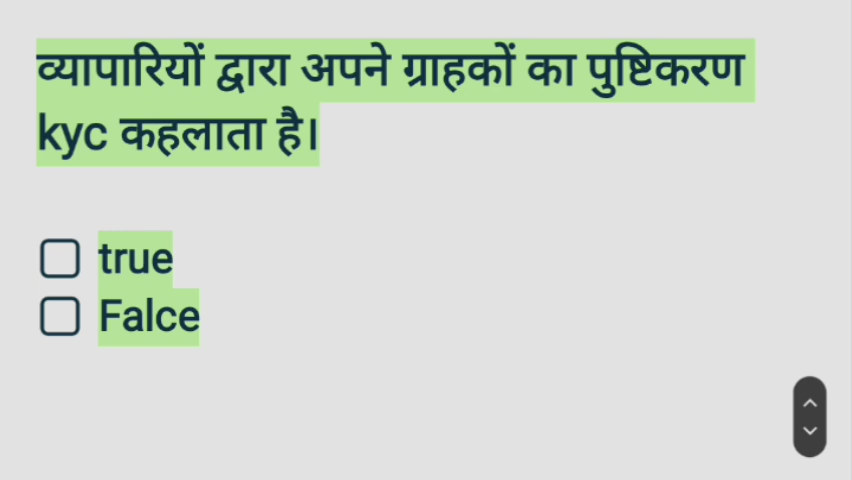 व्यापारियों द्वारा अपने ग्राहकों का पुष्टिकरण
kyc कहलाता है।
true
Falce